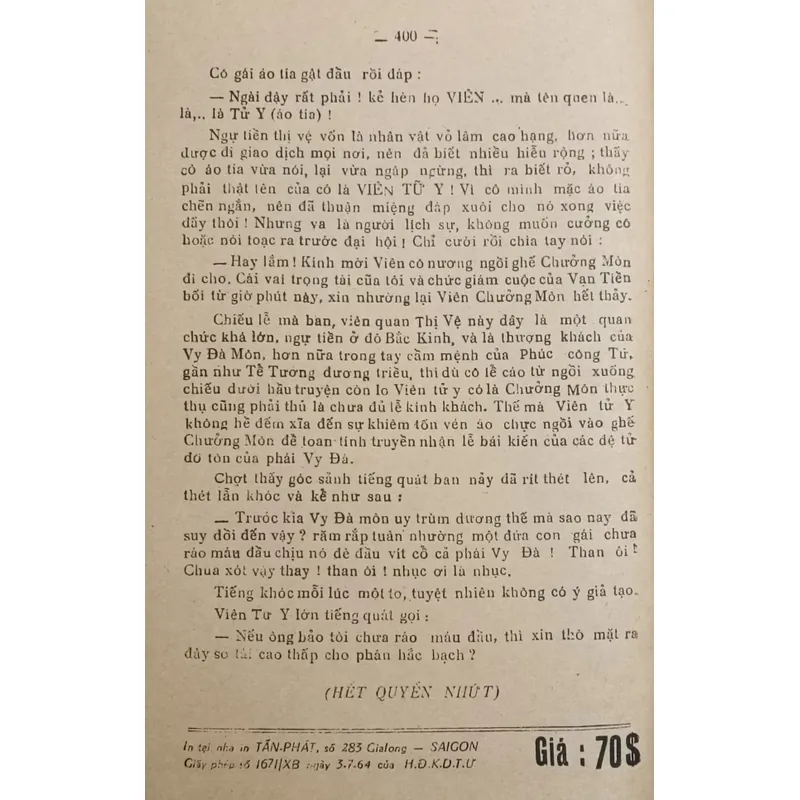 — 400 —
Cô gái áo tía gật đầu rồi đáp :
— Ngài dậy rất phải ! kẻ hèn họ VIÊN ... mà tên quen là...
là,.. là Tử Y (áo tía) !
Ngự tiền thị vệ vốn là nhân vật võ lâm cao hạng, hơn nữa
được đi giao dịch mọi nơi, nên đã biết nhiều hiểu rộng ; thấy
cô áo tía vừa nói, lại vừa ngập ngừng, thì ra biết rõ, không
phải thật tên của cô là VIÊN TỬ Y ! Vì cô mình mặc áo tía
chẽn ngắn, nên đã thuận miệng đáp xuôi cho nó xong việc
đấy thôi ! Nhưng va là người lịch sự, không muốn cưỡng cô
hoặc nói toạc ra trước đại hội ! Chỉ cười rồi chìa tay nói :
— Hay lắm ! Kính mời Viên cô nương ngồi ghế Chưởng Môn
đi cho. Cái vai trọng tài của tôi và chức giám cuộc của Vạn Tiền
bối từ giờ phút này, xin nhường lại Viên Chưởng Môn hết thảy.
Chiếu lễ mà ban, viên quan Thị Vệ này đây là một quan
chức khá lớn, ngự tiền ở đô Bắc Kinh, và là thượng khách của
Vy Đà Môn, hơn nữa trong tay cầm mệnh của Phúc công Tử,
gần như Tề Tướng đương triều, thì dù cô lễ cáo từ ngồi xuống
chiếu dưới hầu truyện còn lo Viên tử y có là Chưởng Môn thực
thụ cũng phải thủ là chưa đủ lễ kính khách. Thế mà Viên tử Y
không hề đếm xỉa đến sự khiêm tốn vén áo chực ngồi vào ghế
Chưởng Môn để toan tính truyền nhận lễ bái kiến của các đệ tử
đồ tôn của phái Vy Đà.
Chợt thấy góc sảnh tiếng quát ban nảy đã rít thét lên, cả
thét lẫn khóc và kể như sau :
— Trước kia Vy Đà môn uy trùm dương thế mà sao nay đã
suy đồi đến vậy ? răm rắp tuân nhường một đứa con gái chưa
ráo máu đầu chịu nó đè đầu vít cổ cả phái Vy Đà ! Than ôi !
Chua xót vậy thay ! than ôi ! nhục ơi là nhục.
Tiếng khóc mỗi lúc một to, tuyệt nhiên không có ý giả tạo.
Viên Tử Y lớn tiếng quát gọi :
— Nếu ông bảo tôi chưa ráo máu đầu, thì xin thò mặt ra
đây so tài cao thấp cho phân hắc bạch ?
(HẾT QUYỂN NHỨT)
In tại nhà in TẤN-PHÁT, số 283 Gialong — SAIGON
Giấy phép số 1671/XB ngày 3-7-64 của H.Đ.K.D.T.Ư
Giá : 70$